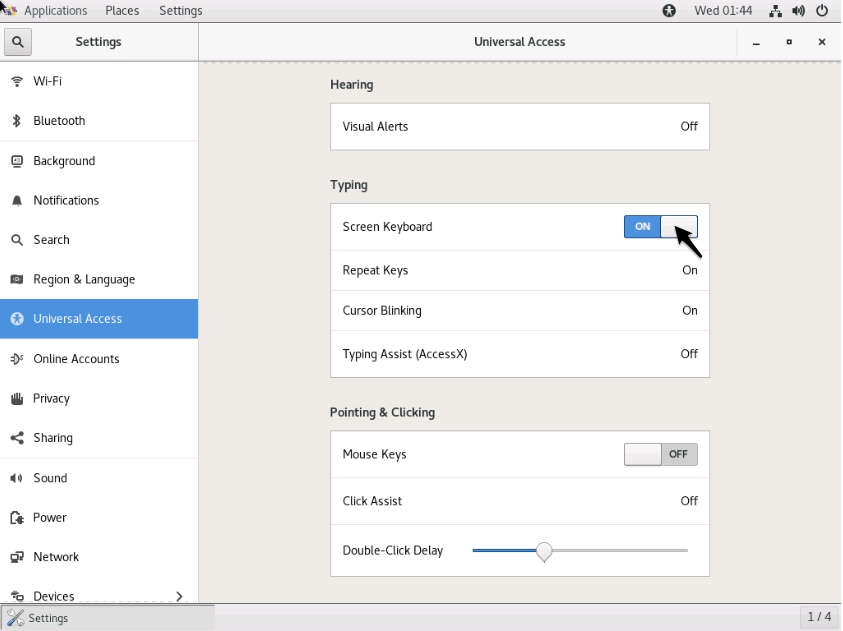 Applications Places Settings Wed 01:44
Settings Universal Access
Wi-Fi
Bluetooth
Background
Notifications
Search
Region & Language
Universal Access
Online Accounts
Privacy
Sharing
Sound
Power
Network
Devices
Hearing
Visual Alerts Off
Typing
Screen Keyboard ON
Repeat Keys On
Cursor Blinking On
Typing Assist (AccessX) Off
Pointing & Clicking
Mouse Keys OFF
Click Assist Off
Double-Click Delay
Settings 1 / 4